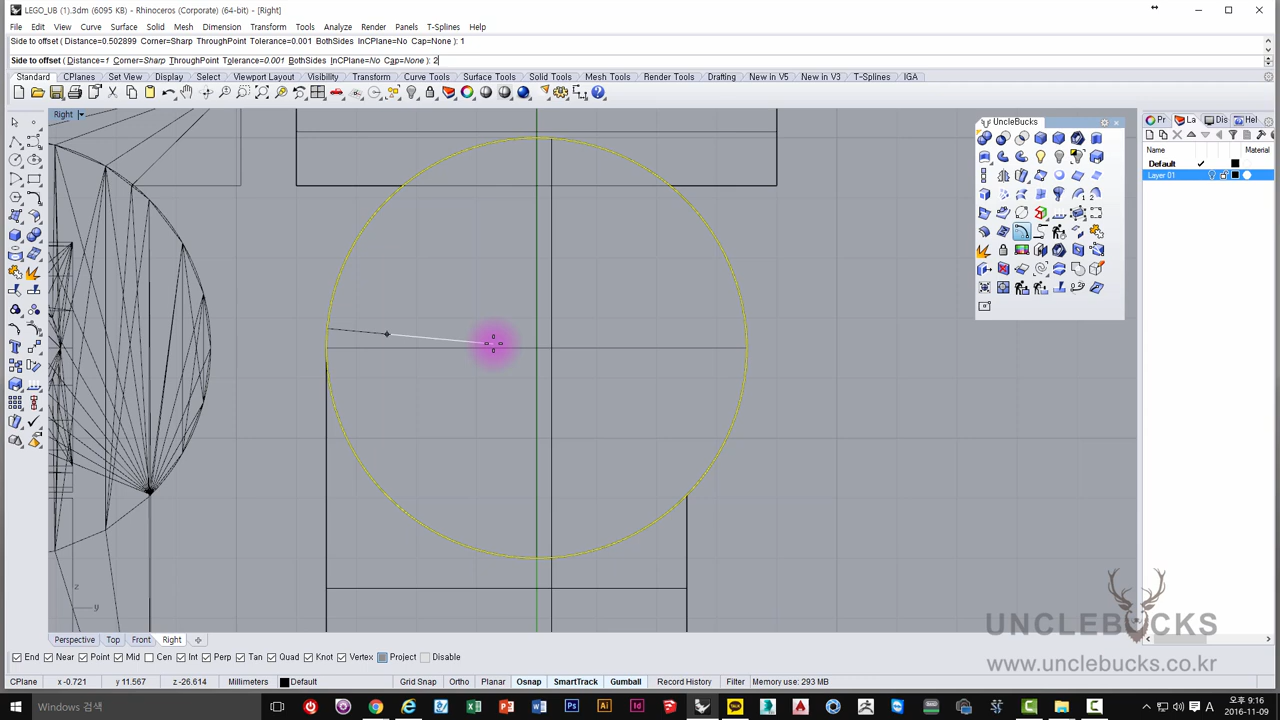 LEGO_UB (1).3dm (6095 KB) - Rhinoceros (Corporate) (64-bit) - [Right]
File Edit View Curve Surface Solid Mesh Dimension Transform Tools Analyze Render Panels T-Splines Help
Side to offset ( Distance=0.502899 Corner=Sharp ThroughPoint Tolerance=0.001 BothSides InCPlane=No Cap=None ): 1
Side to offset ( Distance=1 Corner=Sharp ThroughPoint Tolerance=0.001 BothSides InCPlane=No Cap=None ): 2
Standard CPlanes Set View Display Select Viewport Layout Visibility Transform Curve Tools Surface Tools Solid Tools Mesh Tools Render Tools Drafting New in V5 New in V3 T-Splines IGA
Right
UncleBucks
Pr La Dis Hel
Name Material
Default
Layer 01
z
y
UNCLEBUCKS
www.unclebucks.co.kr
Perspective Top Front Right
End Near Point Mid Cen Int Perp Tan Quad Knot Vertex Project Disable
CPlane x -0.721 y 11.567 z -26.614 Millimeters Default Grid Snap Ortho Planar Osnap SmartTrack Gumball Record History Filter Memory use: 293 MB
Windows 검색
A 오후 9:16
2016-11-09